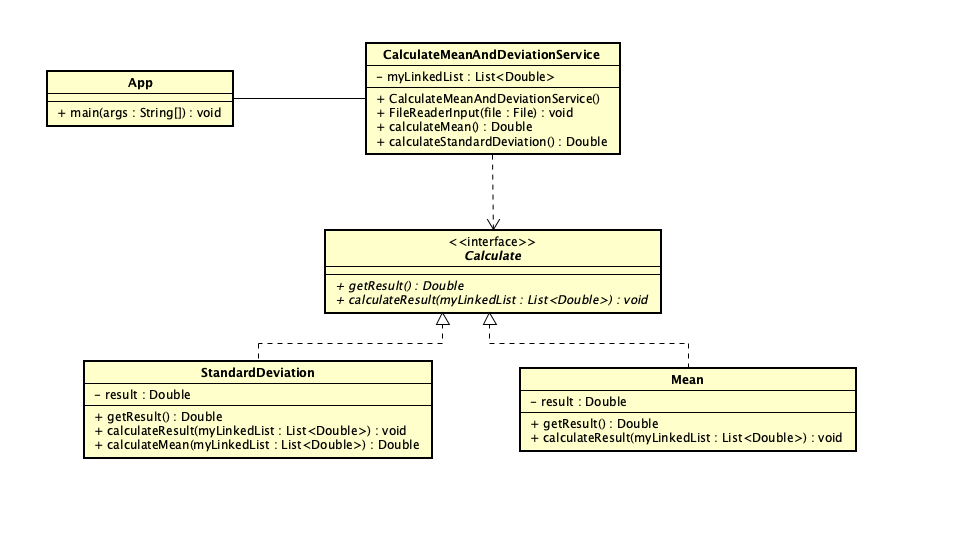 App
+ main(args : String[]) : void
CalculateMeanAndDeviationService
- myLinkedList : List<Double>
+ CalculateMeanAndDeviationService()
+ FileReaderInput(file : File) : void
+ calculateMean() : Double
+ calculateStandardDeviation() : Double
<<interface>>
Calculate
+ getResult() : Double
+ calculateResult(myLinkedList : List<Double>) : void
StandardDeviation
- result : Double
+ getResult() : Double
+ calculateResult(myLinkedList : List<Double>) : void
+ calculateMean(myLinkedList : List<Double>) : Double
Mean
- result : Double
+ getResult() : Double
+ calculateResult(myLinkedList : List<Double>) : void